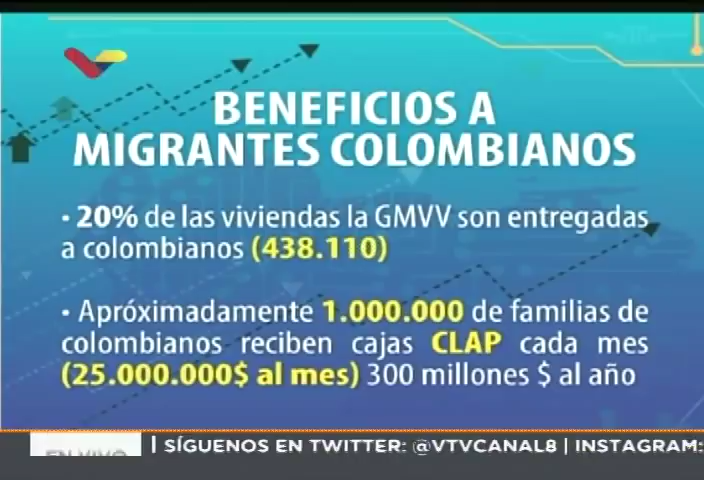 BENEFICIOS A
MIGRANTES COLOMBIANOS
• 20% de las viviendas la GMVV son entregadas
a colombianos (438.110)
• Apróximadamente 1.000.000 de familias de
colombianos reciben cajas CLAP cada mes
(25.000.000$ al mes) 300 millones $ al año
EN VIVO | SÍGUENOS EN TWITTER: @VTVCANAL8 | INSTAGRAM: